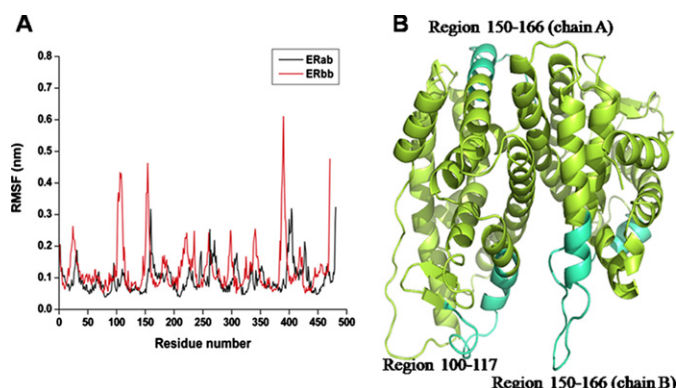 A
B
Region 150-166 (chain A)
ERab
ERbb
0.8
0.7
0.6
0.5
0.4
0.3
0.2
0.1
0.0
RMSF (nm)
0 50 100 150 200 250 300 350 400 450 500
Residue number
Region 100-117
Region 150-166 (chain B)